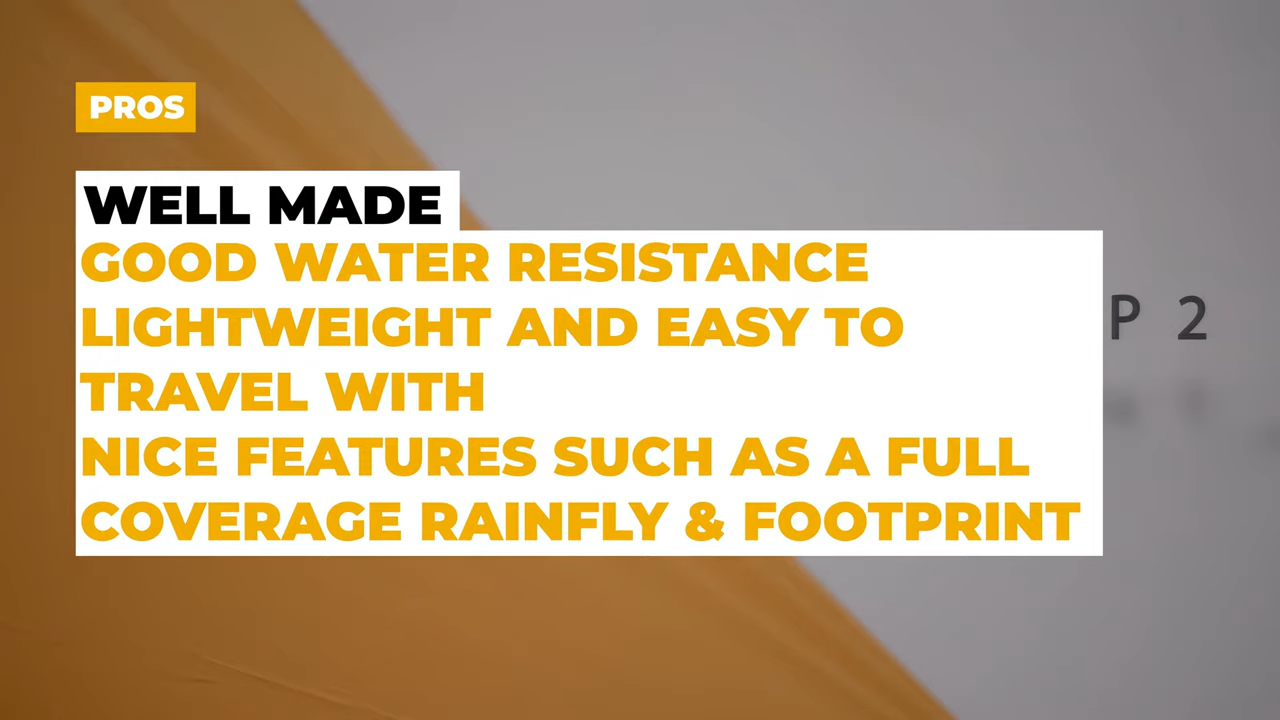 PROS
WELL MADE
GOOD WATER RESISTANCE
LIGHTWEIGHT AND EASY TO
TRAVEL WITH
NICE FEATURES SUCH AS A FULL
COVERAGE RAINFLY & FOOTPRINT
P 2